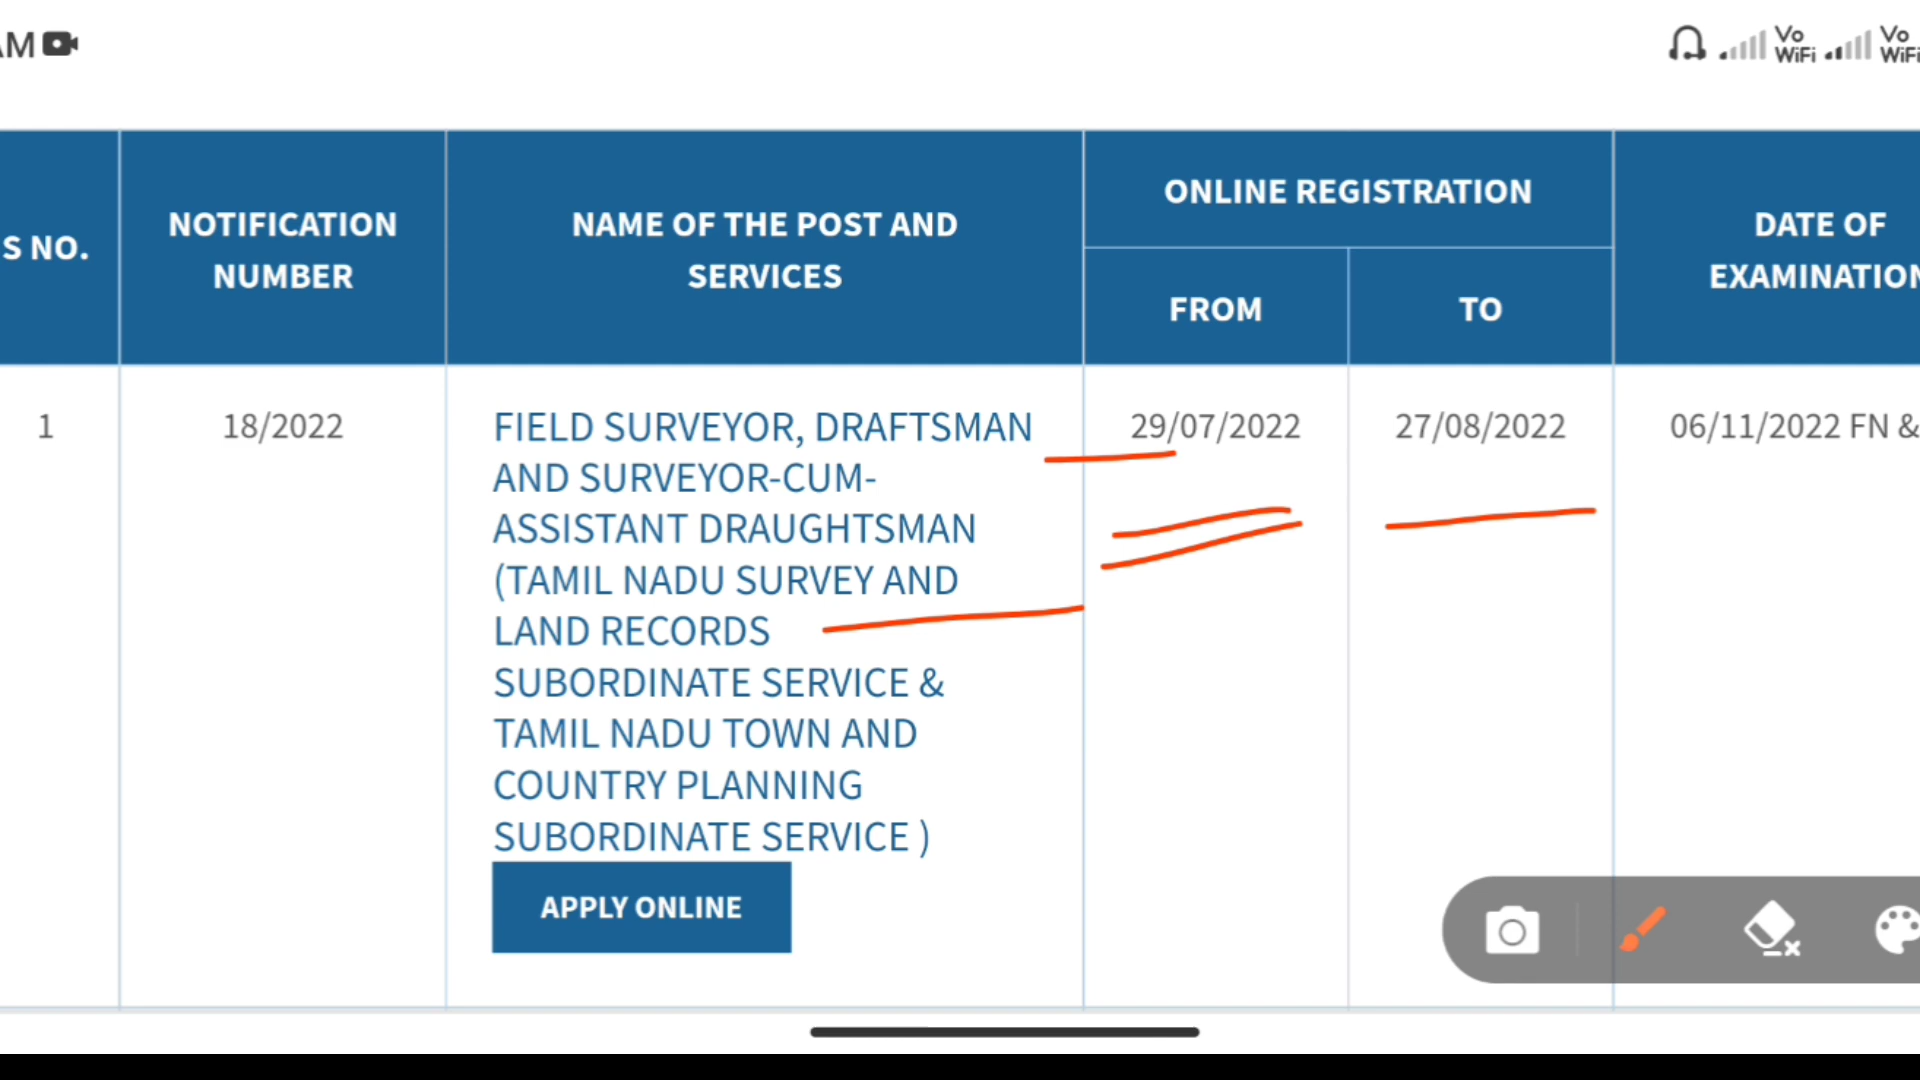 AM
Vo WiFi Vo WiFi
S NO.
NOTIFICATION
NUMBER
NAME OF THE POST AND
SERVICES
ONLINE REGISTRATION
FROM
TO
DATE OF
EXAMINATION
1
18/2022
FIELD SURVEYOR, DRAFTSMAN
AND SURVEYOR-CUM-
ASSISTANT DRAUGHTSMAN
(TAMIL NADU SURVEY AND
LAND RECORDS
SUBORDINATE SERVICE &
TAMIL NADU TOWN AND
COUNTRY PLANNING
SUBORDINATE SERVICE )
APPLY ONLINE
29/07/2022
27/08/2022
06/11/2022 FN &